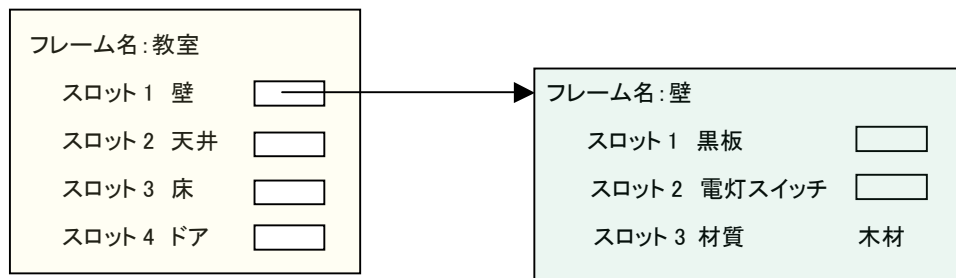 フレーム名：教室
スロット 1 壁
スロット 2 天井
スロット 3 床
スロット 4 ドア
フレーム名：壁
スロット 1 黒板
スロット 2 電灯スイッチ
スロット 3 材質 木材